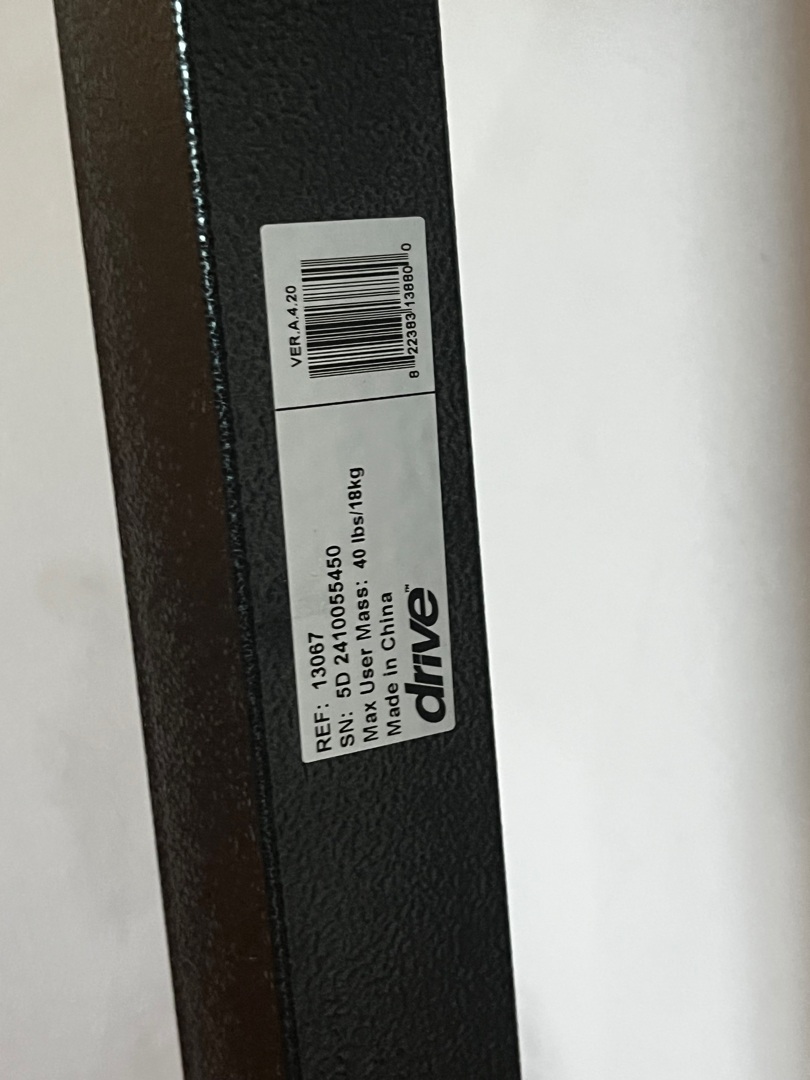 REF: 13067
SN: 5D 2410055450
Max User Mass: 40 lbs/18kg
Made in China
drive™
VER.A.4.20
8 22383 13880 0